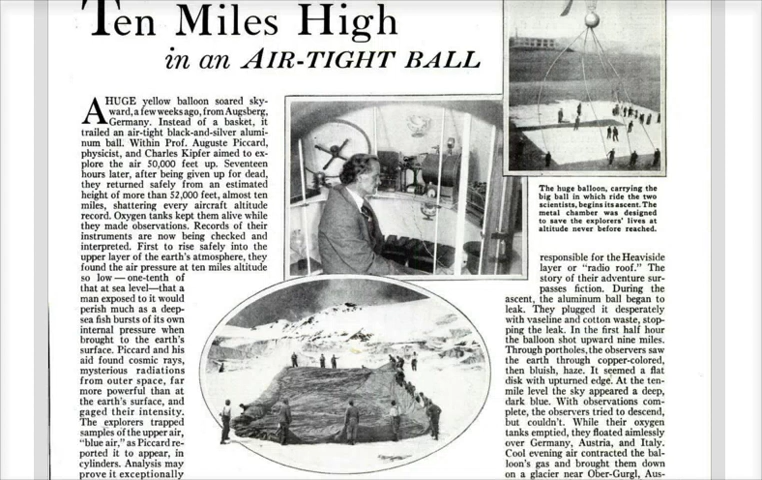 Ten Miles High
in an AIR-TIGHT BALL
A HUGE yellow balloon soared sky-
ward, a few weeks ago, from Augsberg,
Germany. Instead of a basket, it
trailed an air-tight black-and-silver alumi-
num ball. Within Prof. Auguste Piccard,
physicist, and Charles Kipfer aimed to ex-
plore the air 50,000 feet up. Seventeen
hours later, after being given up for dead,
they returned safely from an estimated
height of more than 52,000 feet, almost ten
miles, shattering every aircraft altitude
record. Oxygen tanks kept them alive while
they made observations. Records of their
instruments are now being checked and
interpreted. First to rise safely into the
upper layer of the earth's atmosphere, they
found the air pressure at ten miles altitude
so low—one-tenth of
that at sea level—that a
man exposed to it would
perish much as a deep-
sea fish bursts of its own
internal pressure when
brought to the earth's
surface. Piccard and his
aid found cosmic rays,
mysterious radiations
from outer space, far
more powerful than at
the earth's surface, and
gaged their intensity.
The explorers trapped
samples of the upper air,
"blue air," as Piccard re-
ported it to appear, in
cylinders. Analysis may
prove it exceptionally
The huge balloon, carrying the
big ball in which ride the two
scientists, begins its ascent. The
metal chamber was designed
to save the explorers' lives at
altitude never before reached.
responsible for the Heaviside
layer or "radio roof." The
story of their adventure sur-
passes fiction. During the
ascent, the aluminum ball began to
leak. They plugged it desperately
with vaseline and cotton waste, stop-
ping the leak. In the first half hour
the balloon shot upward nine miles.
Through portholes, the observers saw
the earth through copper-colored,
then bluish, haze. It seemed a flat
disk with upturned edge. At the ten-
mile level the sky appeared a deep,
dark blue. With observations com-
plete, the observers tried to descend,
but couldn't. While their oxygen
tanks emptied, they floated aimlessly
over Germany, Austria, and Italy.
Cool evening air contracted the bal-
loon's gas and brought them down
on a glacier near Ober-Gurgl, Aus-